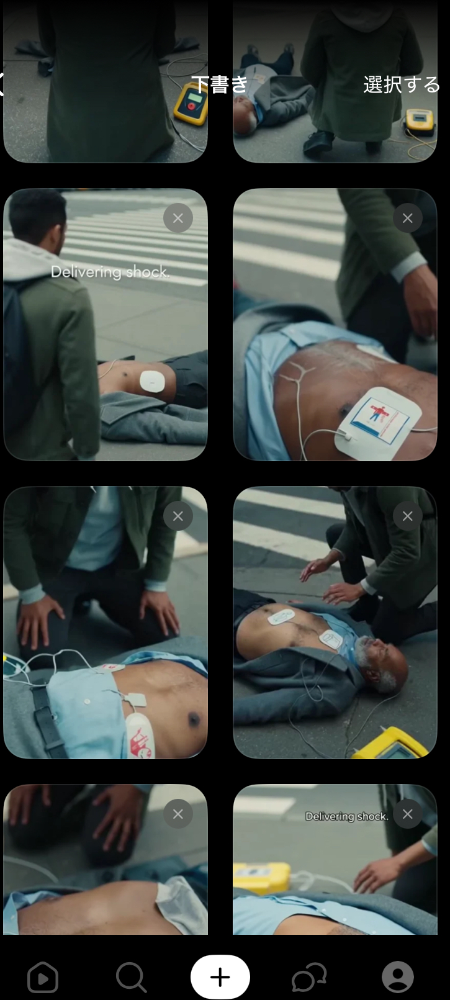 下書き
選択する
Delivering shock.
Delivering shock.